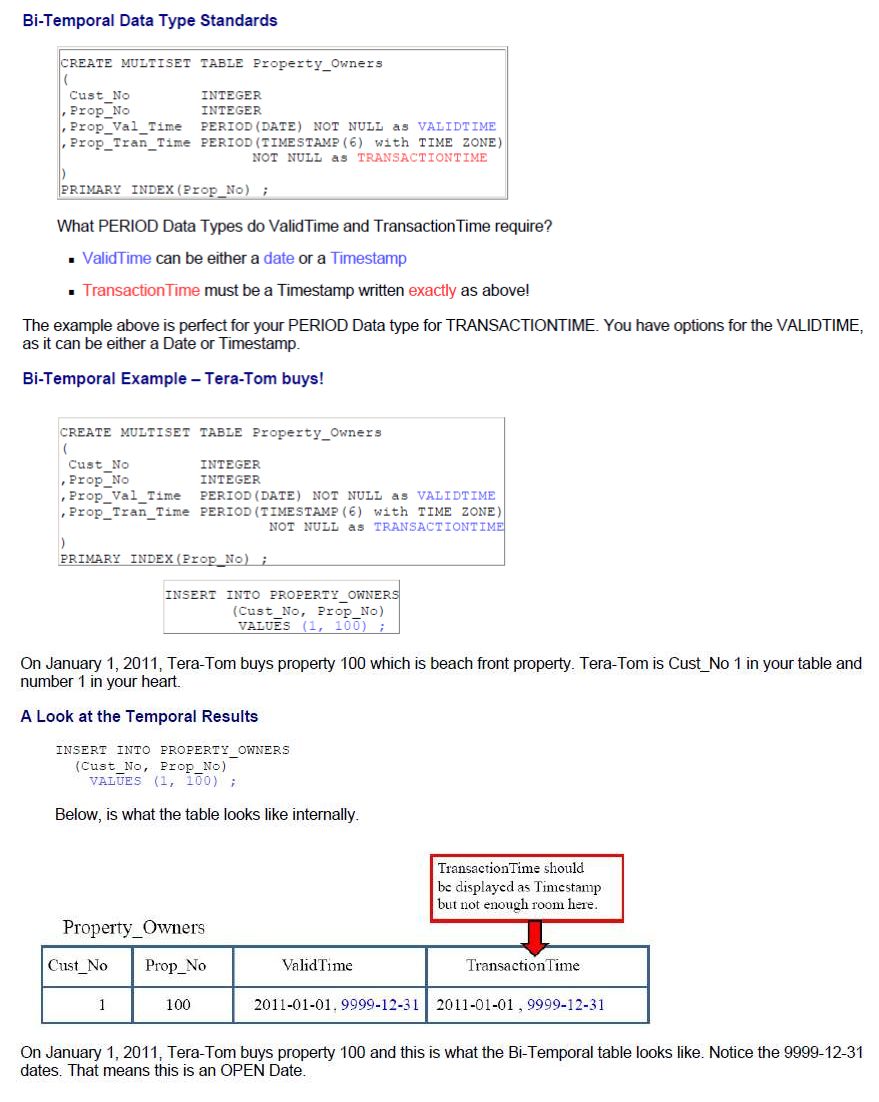 Bi-Temporal Data Type Standards
CREATE MULTISET TABLE Property_Owners
(
Cust_No INTEGER
,Prop_No INTEGER
,Prop_Val_Time PERIOD(DATE) NOT NULL as VALIDTIME
,Prop_Tran_Time PERIOD(TIMESTAMP(6) with TIME ZONE)
NOT NULL as TRANSACTIONTIME
)
PRIMARY INDEX(Prop_No) ;
What PERIOD Data Types do ValidTime and TransactionTime require?
▪ ValidTime can be either a date or a Timestamp
▪ TransactionTime must be a Timestamp written exactly as above!
The example above is perfect for your PERIOD Data type for TRANSACTIONTIME. You have options for the VALIDTIME,
as it can be either a Date or Timestamp.
Bi-Temporal Example – Tera-Tom buys!
CREATE MULTISET TABLE Property_Owners
(
Cust_No INTEGER
,Prop_No INTEGER
,Prop_Val_Time PERIOD(DATE) NOT NULL as VALIDTIME
,Prop_Tran_Time PERIOD(TIMESTAMP(6) with TIME ZONE)
NOT NULL as TRANSACTIONTIME
)
PRIMARY INDEX(Prop_No) ;
INSERT INTO PROPERTY_OWNERS
(Cust_No, Prop_No)
VALUES (1, 100) ;
On January 1, 2011, Tera-Tom buys property 100 which is beach front property. Tera-Tom is Cust_No 1 in your table and
number 1 in your heart.
A Look at the Temporal Results
INSERT INTO PROPERTY_OWNERS
(Cust_No, Prop_No)
VALUES (1, 100) ;
Below, is what the table looks like internally.
TransactionTime should
be displayed as Timestamp
but not enough room here.
Property_Owners
Cust_No Prop_No ValidTime TransactionTime
1 100 2011-01-01, 9999-12-31 2011-01-01 , 9999-12-31
On January 1, 2011, Tera-Tom buys property 100 and this is what the Bi-Temporal table looks like. Notice the 9999-12-31
dates. That means this is an OPEN Date.